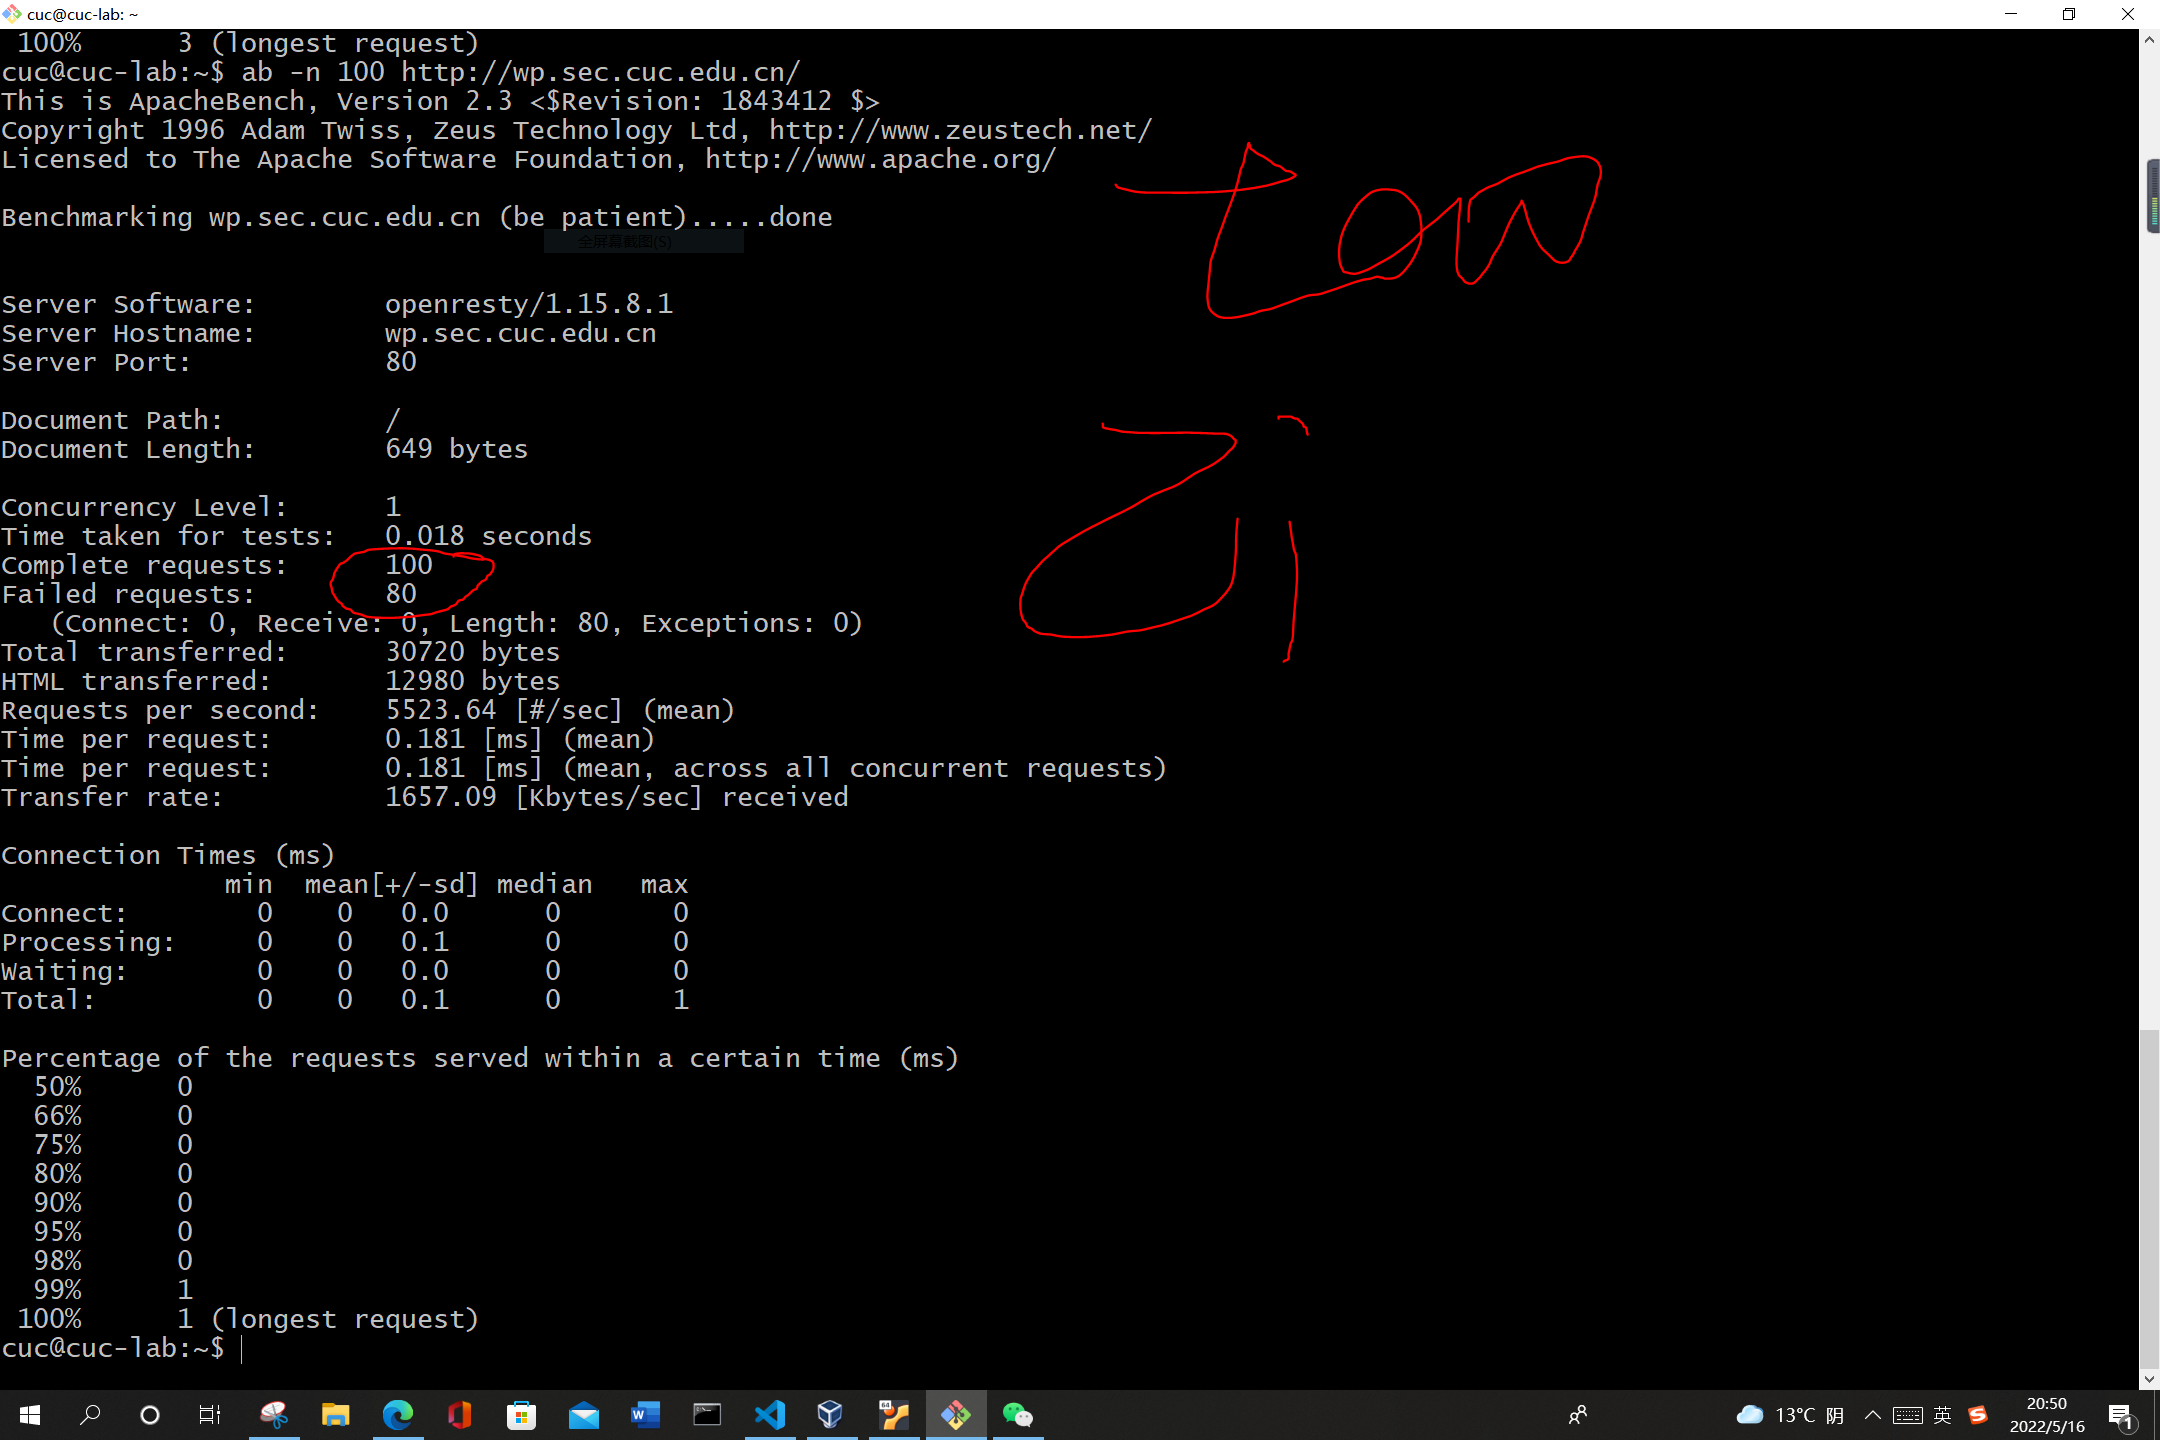 cuc@cuc-lab: ~
100%      3 (longest request)
cuc@cuc-lab:~$ ab -n 100 http://wp.sec.cuc.edu.cn/
This is ApacheBench, Version 2.3 <$Revision: 1843412 $>
Copyright 1996 Adam Twiss, Zeus Technology Ltd, http://www.zeustech.net/
Licensed to The Apache Software Foundation, http://www.apache.org/
Benchmarking wp.sec.cuc.edu.cn (be patient).....done
全屏幕截图(S)
Server Software:        openresty/1.15.8.1
Server Hostname:        wp.sec.cuc.edu.cn
Server Port:            80
Document Path:          /
Document Length:        649 bytes
Concurrency Level:      1
Time taken for tests:   0.018 seconds
Complete requests:      100
Failed requests:        80
(Connect: 0, Receive: 0, Length: 80, Exceptions: 0)
Total transferred:      30720 bytes
HTML transferred:       12980 bytes
Requests per second:    5523.64 [#/sec] (mean)
Time per request:       0.181 [ms] (mean)
Time per request:       0.181 [ms] (mean, across all concurrent requests)
Transfer rate:          1657.09 [Kbytes/sec] received
Connection Times (ms)
min  mean[+/-sd] median   max
Connect:        0    0   0.0      0       0
Processing:     0    0   0.1      0       0
Waiting:        0    0   0.0      0       0
Total:          0    0   0.1      0       1
Percentage of the requests served within a certain time (ms)
50%      0
66%      0
75%      0
80%      0
90%      0
95%      0
98%      0
99%      1
100%      1 (longest request)
cuc@cuc-lab:~$
13°C 阴
英
20:50
2022/5/16
1